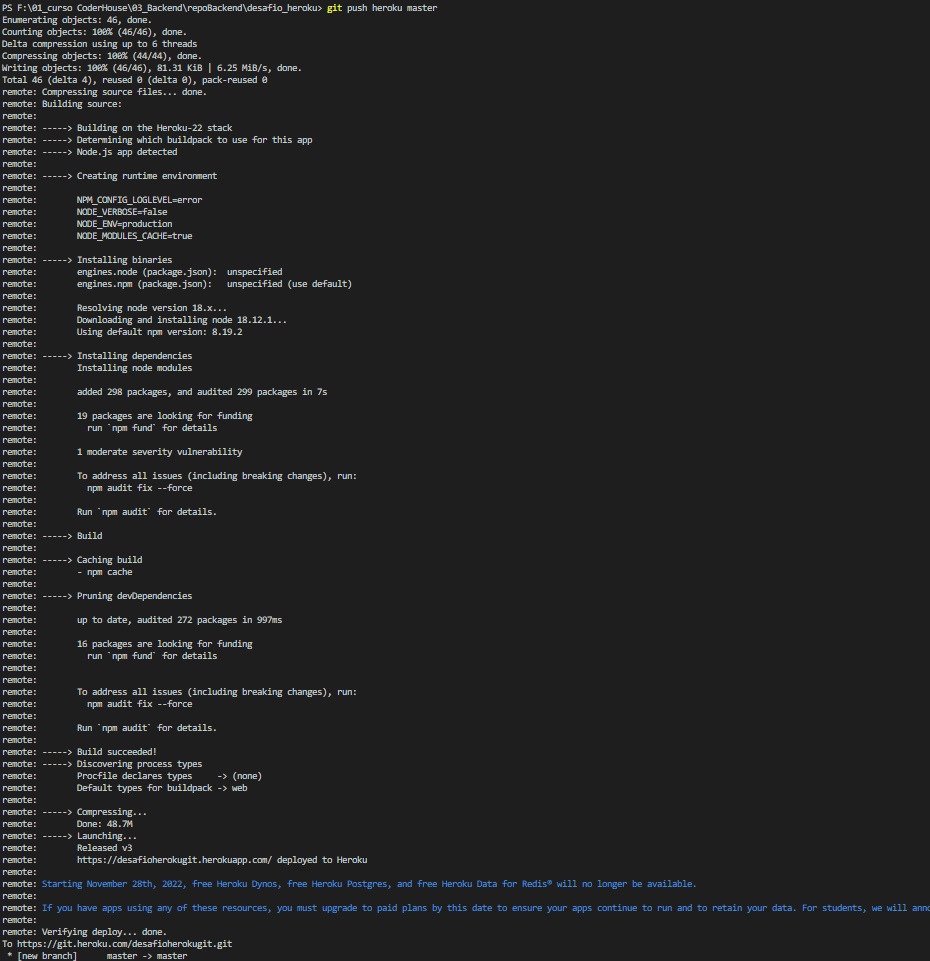 PS F:\01_curso CoderHouse\03_Backend\repoBackend\desafio_heroku> git push heroku master
Enumerating objects: 46, done.
Counting objects: 100% (46/46), done.
Delta compression using up to 6 threads
Compressing objects: 100% (44/44), done.
Writing objects: 100% (46/46), 81.31 KiB | 6.25 MiB/s, done.
Total 46 (delta 4), reused 0 (delta 0), pack-reused 0
remote: Compressing source files... done.
remote: Building source:
remote:
remote: -----> Building on the Heroku-22 stack
remote: -----> Determining which buildpack to use for this app
remote: -----> Node.js app detected
remote:
remote: -----> Creating runtime environment
remote:
remote:        NPM_CONFIG_LOGLEVEL=error
remote:        NODE_VERBOSE=false
remote:        NODE_ENV=production
remote:        NODE_MODULES_CACHE=true
remote:
remote: -----> Installing binaries
remote:        engines.node (package.json):  unspecified
remote:        engines.npm (package.json):   unspecified (use default)
remote:
remote:        Resolving node version 18.x...
remote:        Downloading and installing node 18.12.1...
remote:        Using default npm version: 8.19.2
remote:
remote: -----> Installing dependencies
remote:        Installing node modules
remote:
remote:        added 298 packages, and audited 299 packages in 7s
remote:
remote:        19 packages are looking for funding
remote:          run `npm fund` for details
remote:
remote:        1 moderate severity vulnerability
remote:
remote:        To address all issues (including breaking changes), run:
remote:          npm audit fix --force
remote:
remote:        Run `npm audit` for details.
remote:
remote: -----> Build
remote:
remote: -----> Caching build
remote:        - npm cache
remote:
remote: -----> Pruning devDependencies
remote:
remote:        up to date, audited 272 packages in 997ms
remote:
remote:        16 packages are looking for funding
remote:          run `npm fund` for details
remote:
remote:
remote:        To address all issues (including breaking changes), run:
remote:          npm audit fix --force
remote:
remote:        Run `npm audit` for details.
remote:
remote: -----> Build succeeded!
remote: -----> Discovering process types
remote:        Procfile declares types     -> (none)
remote:        Default types for buildpack -> web
remote:
remote: -----> Compressing...
remote:        Done: 48.7M
remote: -----> Launching...
remote:        Released v3
remote:        https://desafioherokugit.herokuapp.com/ deployed to Heroku
remote:
remote: Starting November 28th, 2022, free Heroku Dynos, free Heroku Postgres, and free Heroku Data for Redis® will no longer be available.
remote:
remote: If you have apps using any of these resources, you must upgrade to paid plans by this date to ensure your apps continue to run and to retain your data. For students, we will anno
remote:
remote: Verifying deploy... done.
To https://git.heroku.com/desafioherokugit.git
 * [new branch]      master -> master